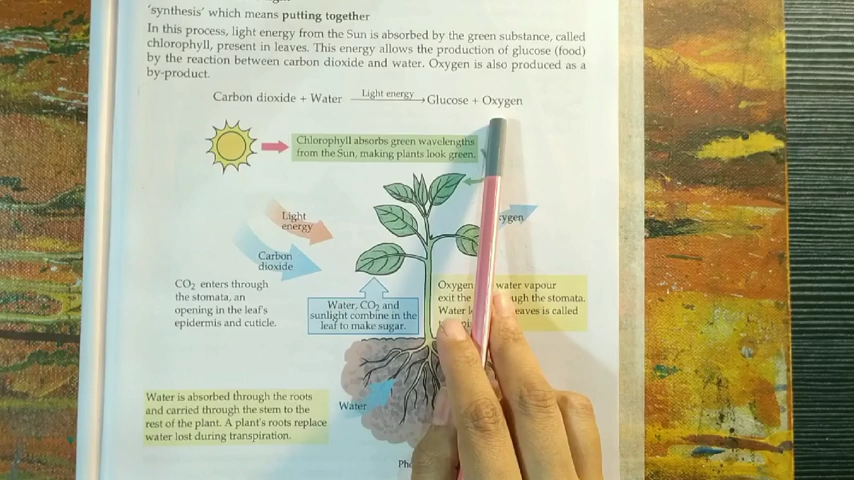 'synthesis' which means putting together
In this process, light energy from the Sun is absorbed by the green substance, called
chlorophyll, present in leaves. This energy allows the production of glucose (food)
by the reaction between carbon dioxide and water. Oxygen is also produced as a
by-product.
Light energy
Carbon dioxide + Water → Glucose + Oxygen
Chlorophyll absorbs green wavelengths
from the Sun, making plants look green.
Light
energy
Carbon
dioxide
CO₂ enters through
the stomata, an
opening in the leaf's
epidermis and cuticle.
Water, CO₂ and
sunlight combine in the
leaf to make sugar.
Oxygen water vapour
exit the the stomata.
Water is called
Water is absorbed through the roots
and carried through the stem to the
rest of the plant. A plant's roots replace
water lost during transpiration.
Water